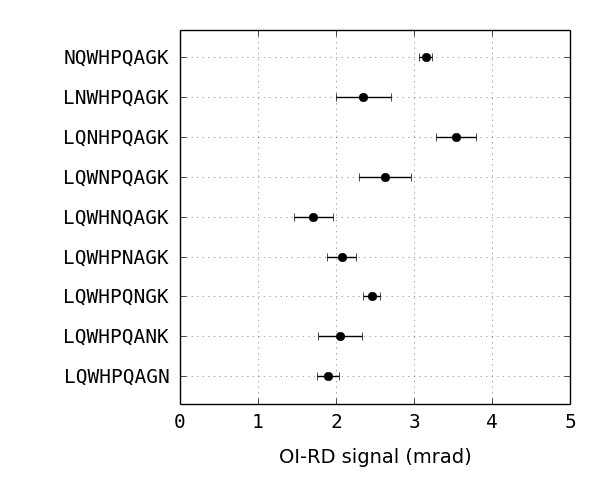 NQWHPQAGK
LNWHPQAGK
LQNHPQAGK
LQWNPQAGK
LQWHNQAGK
LQWHPNAGK
LQWHPQNGK
LQWHPQANK
LQWHPQAGN
0 1 2 3 4 5
OI-RD signal (mrad)